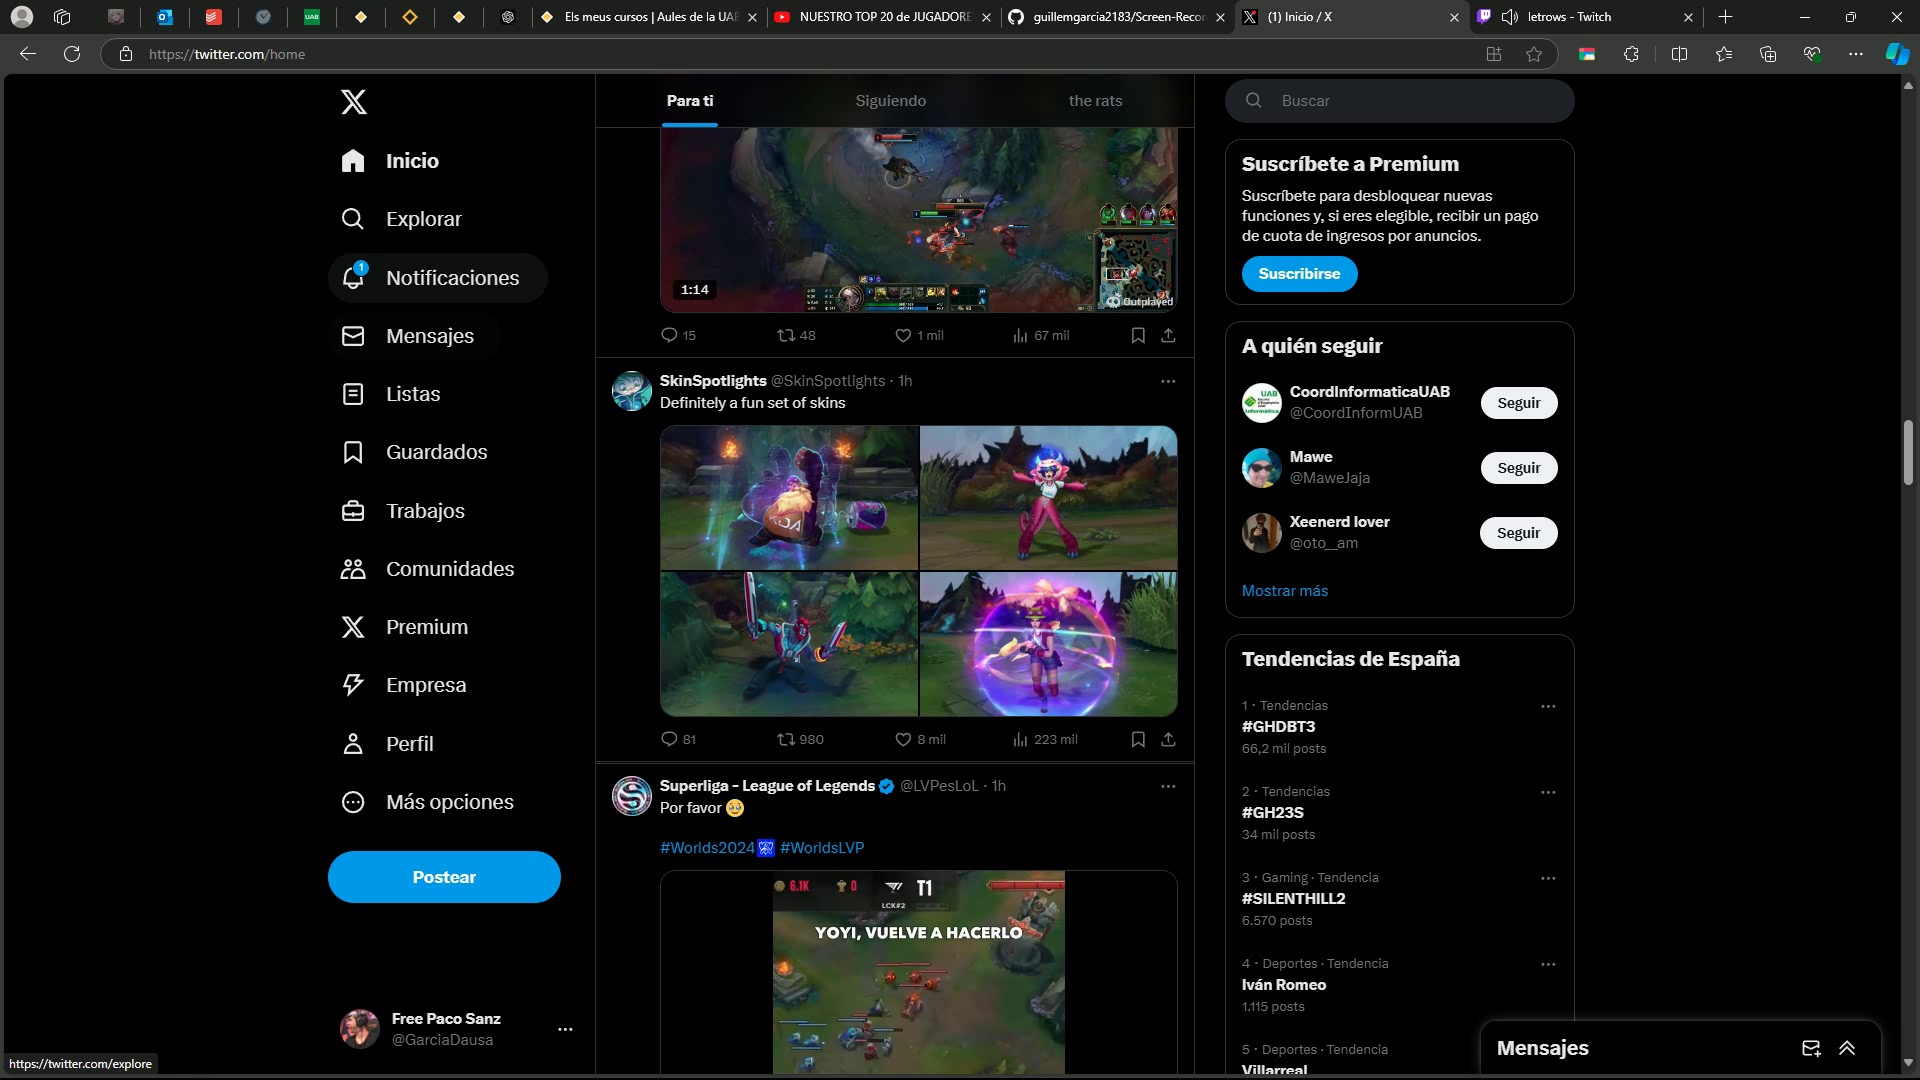 Els meus cursos | Aules de la UAB
NUESTRO TOP 20 de JUGADORE
guillemgarcia2183/Screen-Recor
(1) Inicio / X
letrows - Twitch
https://twitter.com/home
Inicio
Explorar
1
Notificaciones
Mensajes
Listas
Guardados
Trabajos
Comunidades
Premium
Empresa
Perfil
Más opciones
Postear
Free Paco Sanz
@GarciaDausa
https://twitter.com/explore
Para ti
Siguiendo
the rats
1:14
Outplayed
15
48
1 mil
67 mil
SkinSpotlights @SkinSpotlights · 1h
Definitely a fun set of skins
81
980
8 mil
223 mil
Superliga - League of Legends @LVPesLoL · 1h
Por favor 🥹
#Worlds2024 #WorldsLVP
6.1K 0 T1
LCK#2
YOYI, VUELVE A HACERLO
Buscar
Suscríbete a Premium
Suscríbete para desbloquear nuevas
funciones y, si eres elegible, recibir un pago
de cuota de ingresos por anuncios.
Suscribirse
A quién seguir
CoordInformaticaUAB
@CoordInformUAB
Seguir
Mawe
@MaweJaja
Seguir
Xeenerd lover
@oto__am
Seguir
Mostrar más
Tendencias de España
1 · Tendencias
#GHDBT3
66,2 mil posts
2 · Tendencias
#GH23S
34 mil posts
3 · Gaming · Tendencia
#SILENTHILL2
6.570 posts
4 · Deportes · Tendencia
Iván Romeo
1.115 posts
5 · Deportes · Tendencia
Villarreal
Mensajes